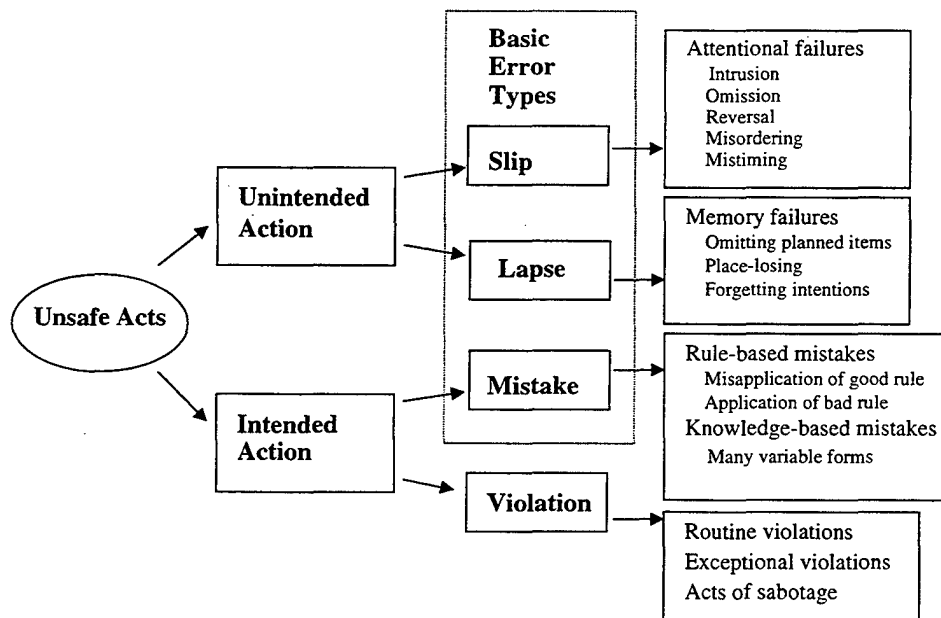 Unsafe Acts
Unintended
Action
Intended
Action
Basic
Error
Types
Slip
Lapse
Mistake
Violation
Attentional failures
Intrusion
Omission
Reversal
Misordering
Mistiming
Memory failures
Omitting planned items
Place-losing
Forgetting intentions
Rule-based mistakes
Misapplication of good rule
Application of bad rule
Knowledge-based mistakes
Many variable forms
Routine violations
Exceptional violations
Acts of sabotage